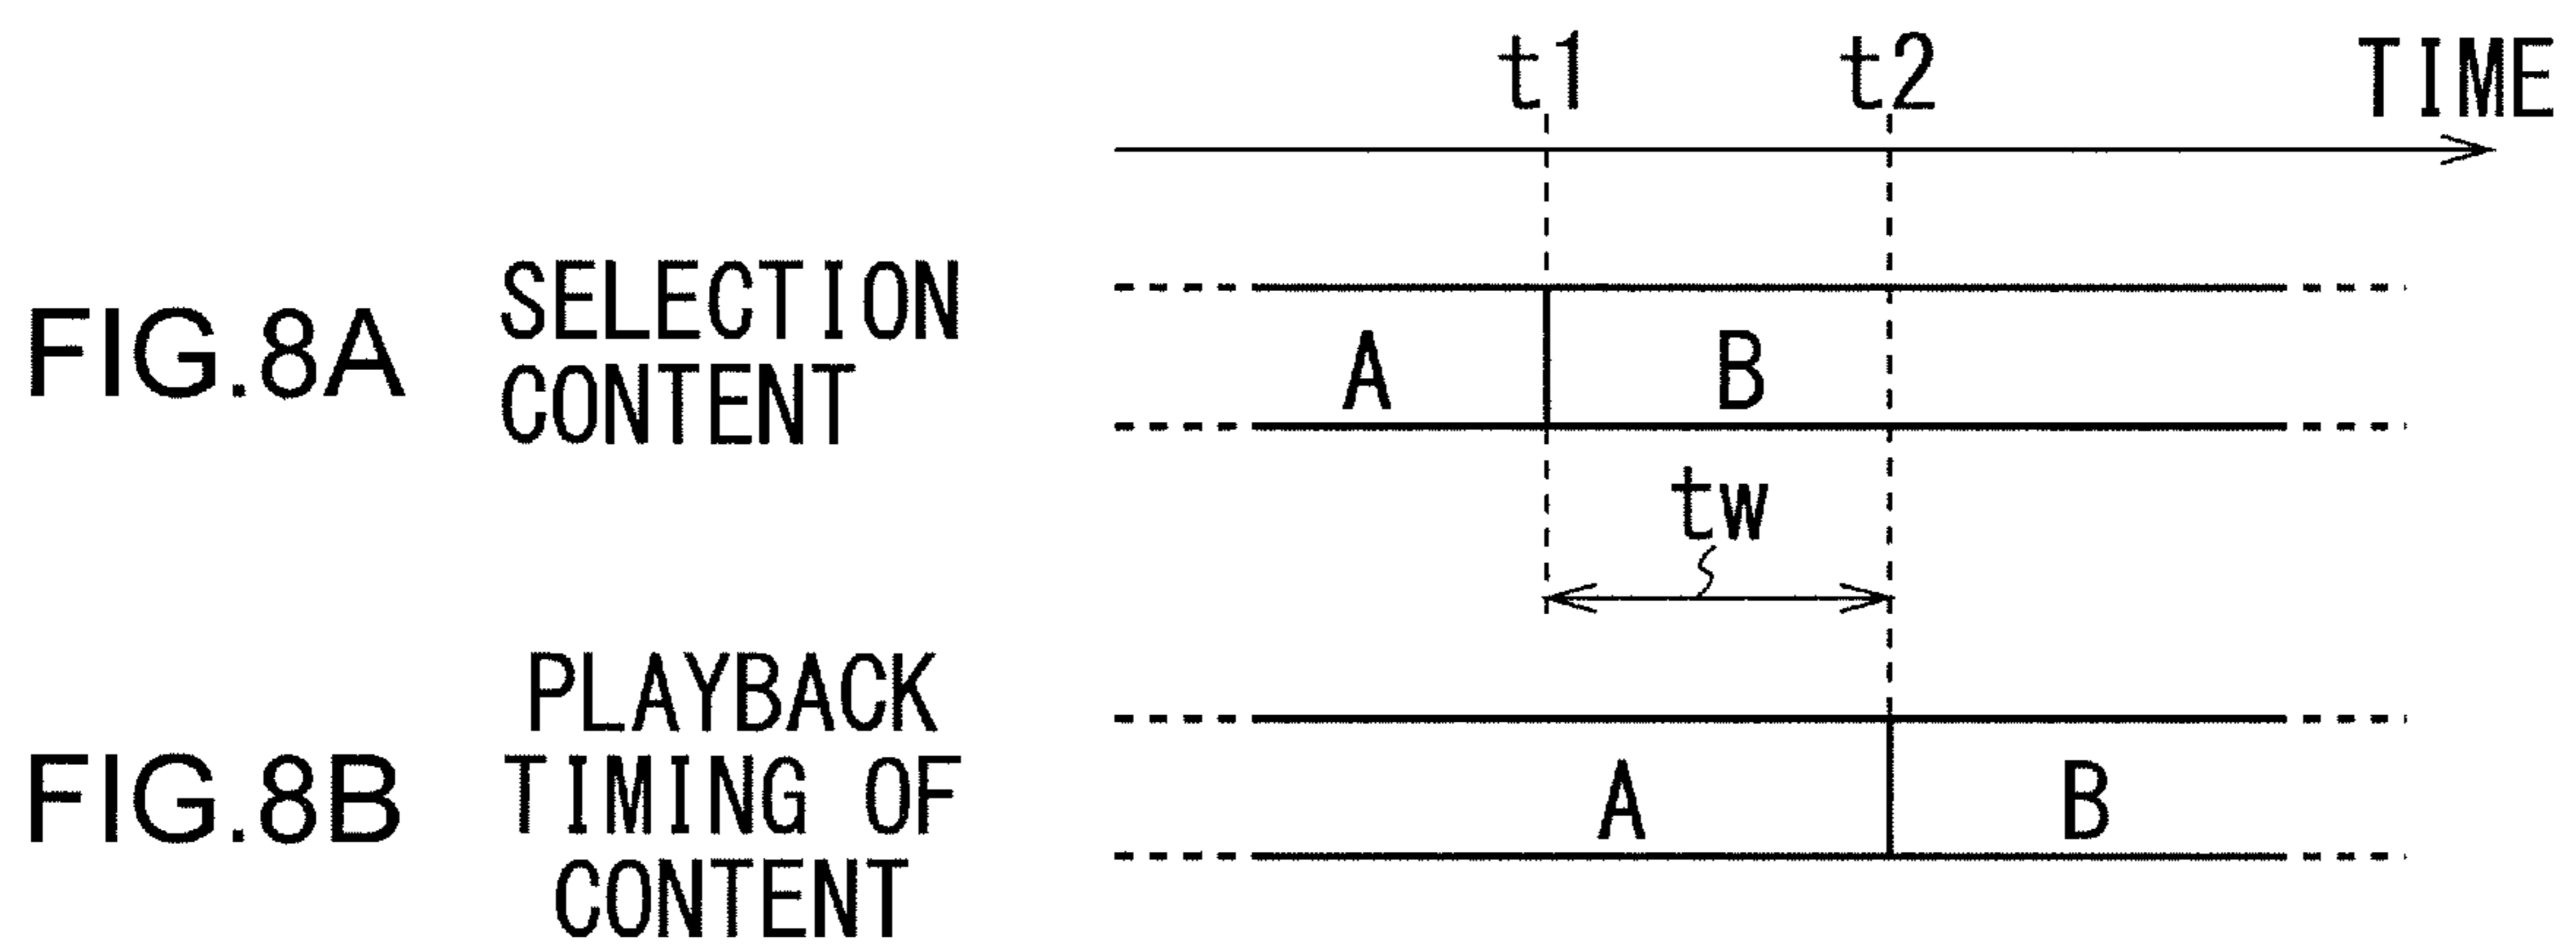 t1 t2 TIME
FIG.8A SELECTION
CONTENT
A B
tw
FIG.8B PLAYBACK
TIMING OF
CONTENT
A B